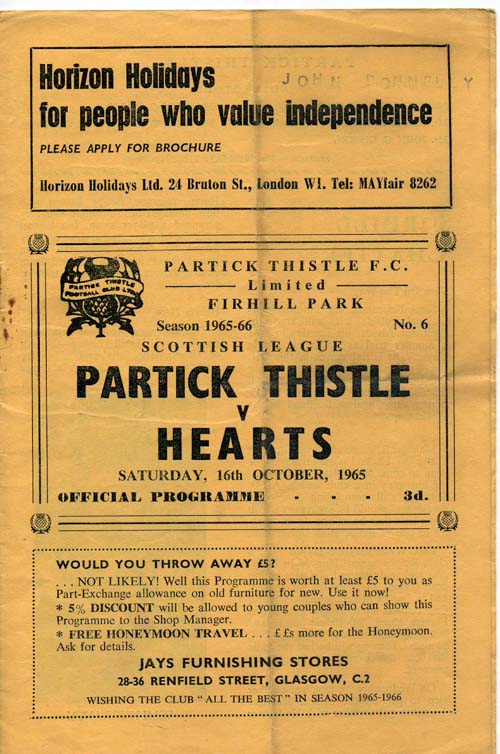 Horizon Holidays
for people who value independence
PLEASE APPLY FOR BROCHURE
Horizon Holidays Ltd. 24 Bruton St., London W1. Tel: MAYfair 8262
PARTICK THISTLE
FOOTBALL CLUB LTD
PARTICK THISTLE F.C.
Limited
FIRHILL PARK
Season 1965-66 No. 6
SCOTTISH LEAGUE
PARTICK THISTLE
v
HEARTS
SATURDAY, 16th OCTOBER, 1965
OFFICIAL PROGRAMME - - - 3d.
WOULD YOU THROW AWAY £5?
. . . NOT LIKELY! Well this Programme is worth at least £5 to you as
Part-Exchange allowance on old furniture for new. Use it now!
* 5% DISCOUNT will be allowed to young couples who can show this
Programme to the Shop Manager.
* FREE HONEYMOON TRAVEL . . . £££s more for the Honeymoon.
Ask for details.
JAYS FURNISHING STORES
28-36 RENFIELD STREET, GLASGOW, C.2
WISHING THE CLUB "ALL THE BEST" IN SEASON 1965-1966